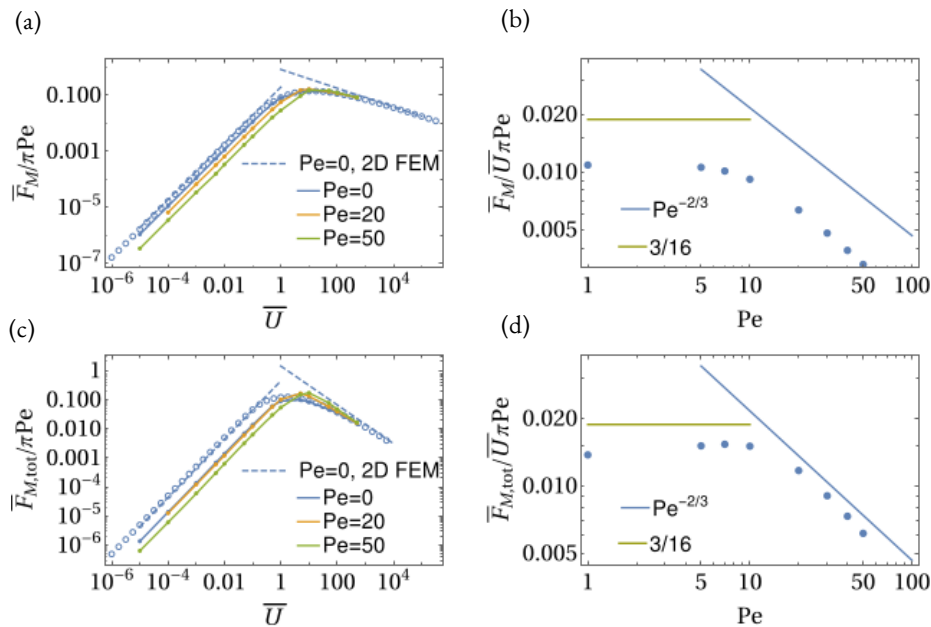 (a)
0.100
0.001
10⁻⁵
10⁻⁷
F̅_M/πPe
Pe=0, 2D FEM
Pe=0
Pe=20
Pe=50
10⁻⁶ 10⁻⁴ 0.01 1 100 10⁴
U̅
(b)
0.020
0.010
0.005
F̅_M/U̅πPe
Pe⁻²/³
3/16
1 5 10 50 100
Pe
(c)
1
0.100
0.010
0.001
10⁻⁴
10⁻⁵
10⁻⁶
F̅_M,tot/πPe
Pe=0, 2D FEM
Pe=0
Pe=20
Pe=50
10⁻⁶ 10⁻⁴ 0.01 1 100 10⁴
U̅
(d)
0.020
0.010
0.005
F̅_M,tot/U̅πPe
Pe⁻²/³
3/16
1 5 10 50 100
Pe